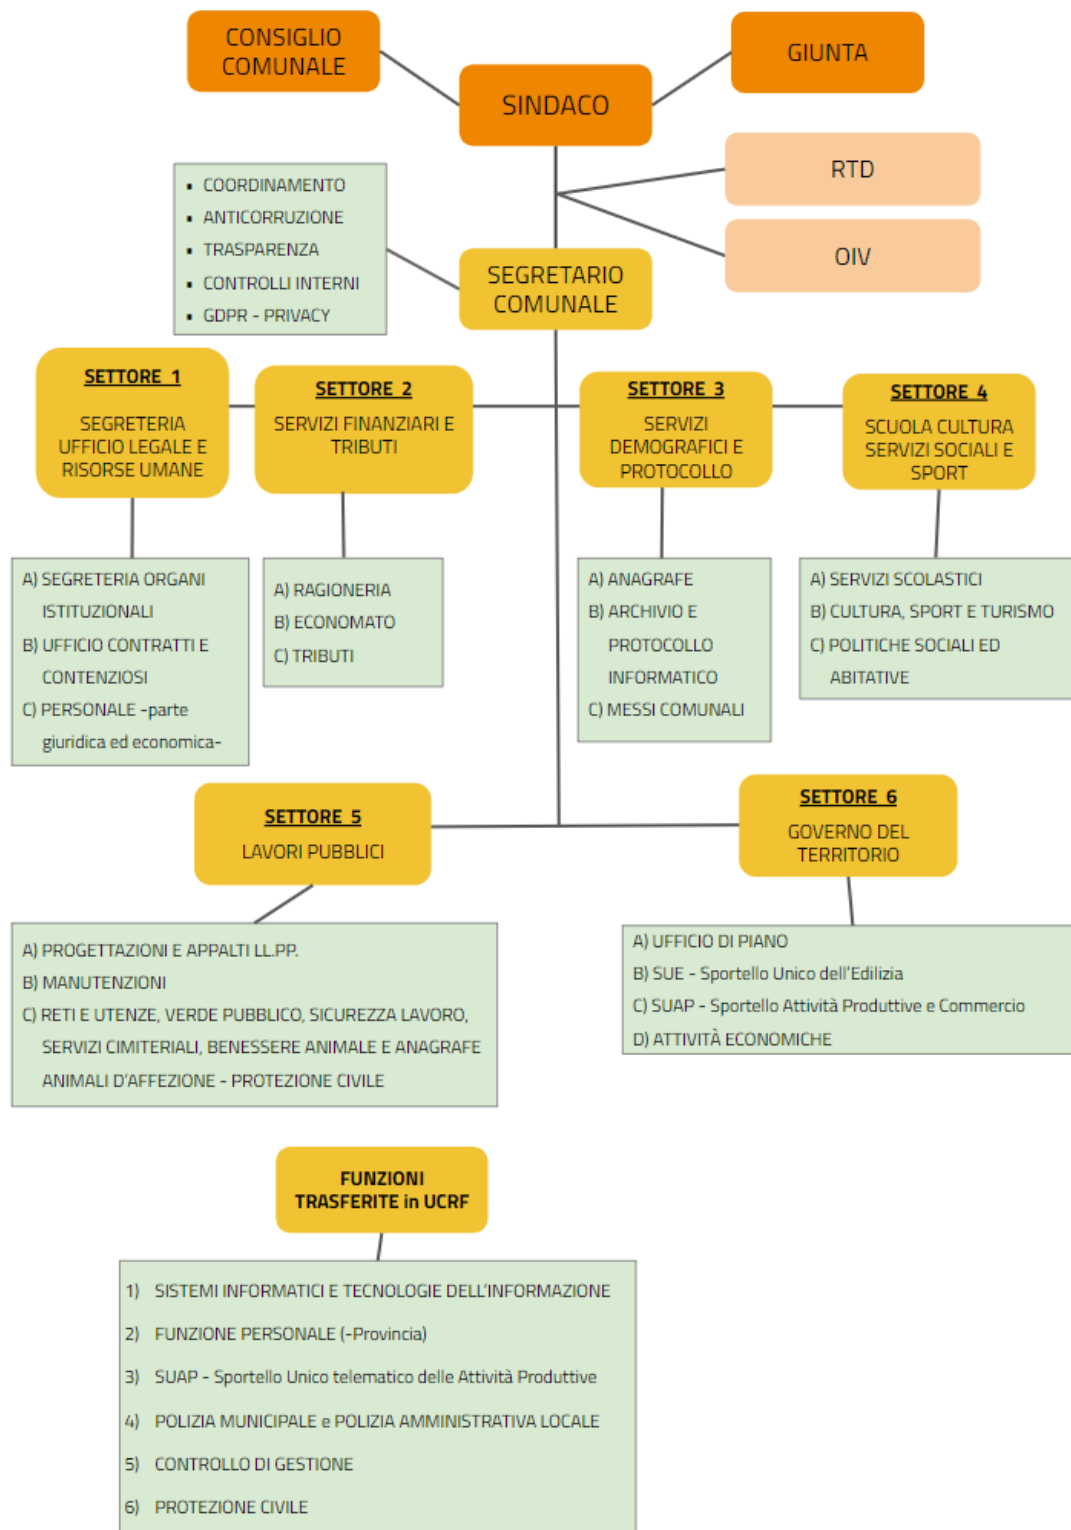 CONSIGLIO
COMUNALE
GIUNTA
SINDACO
RTD
OIV
▪ COORDINAMENTO
▪ ANTICORRUZIONE
▪ TRASPARENZA
▪ CONTROLLI INTERNI
▪ GDPR - PRIVACY
SEGRETARIO
COMUNALE
SETTORE 1
SEGRETERIA
UFFICIO LEGALE E
RISORSE UMANE
SETTORE 2
SERVIZI FINANZIARI E
TRIBUTI
SETTORE 3
SERVIZI
DEMOGRAFICI E
PROTOCOLLO
SETTORE 4
SCUOLA CULTURA
SERVIZI SOCIALI E
SPORT
A) SEGRETERIA ORGANI
ISTITUZIONALI
B) UFFICIO CONTRATTI E
CONTENZIOSI
C) PERSONALE -parte
giuridica ed economica-
A) RAGIONERIA
B) ECONOMATO
C) TRIBUTI
A) ANAGRAFE
B) ARCHIVIO E
PROTOCOLLO
INFORMATICO
C) MESSI COMUNALI
A) SERVIZI SCOLASTICI
B) CULTURA, SPORT E TURISMO
C) POLITICHE SOCIALI ED
ABITATIVE
SETTORE 5
LAVORI PUBBLICI
SETTORE 6
GOVERNO DEL
TERRITORIO
A) PROGETTAZIONI E APPALTI LL.PP.
B) MANUTENZIONI
C) RETI E UTENZE, VERDE PUBBLICO, SICUREZZA LAVORO,
SERVIZI CIMITERIALI, BENESSERE ANIMALE E ANAGRAFE
ANIMALI D'AFFEZIONE - PROTEZIONE CIVILE
A) UFFICIO DI PIANO
B) SUE - Sportello Unico dell'Edilizia
C) SUAP - Sportello Attività Produttive e Commercio
D) ATTIVITÀ ECONOMICHE
FUNZIONI
TRASFERITE in UCRF
1) SISTEMI INFORMATICI E TECNOLOGIE DELL'INFORMAZIONE
2) FUNZIONE PERSONALE (-Provincia)
3) SUAP - Sportello Unico telematico delle Attività Produttive
4) POLIZIA MUNICIPALE e POLIZIA AMMINISTRATIVA LOCALE
5) CONTROLLO DI GESTIONE
6) PROTEZIONE CIVILE